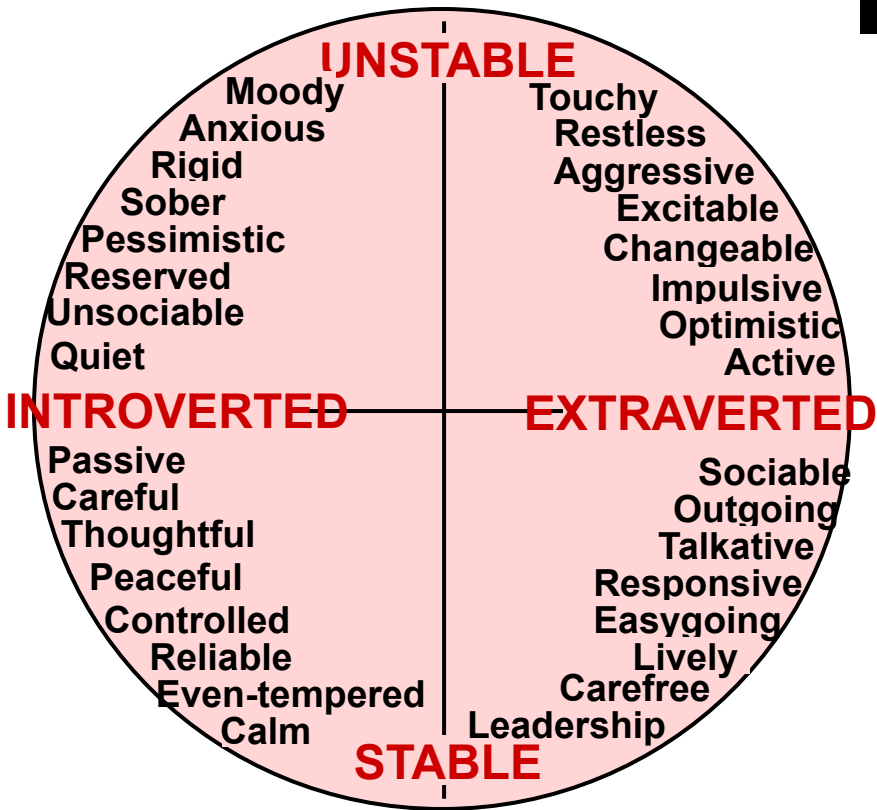 UNSTABLE
Moody
Anxious
Rigid
Sober
Pessimistic
Reserved
Unsociable
Quiet
Touchy
Restless
Aggressive
Excitable
Changeable
Impulsive
Optimistic
Active
INTROVERTED
EXTRAVERTED
Passive
Careful
Thoughtful
Peaceful
Controlled
Reliable
Even-tempered
Calm
Sociable
Outgoing
Talkative
Responsive
Easygoing
Lively
Carefree
Leadership
STABLE